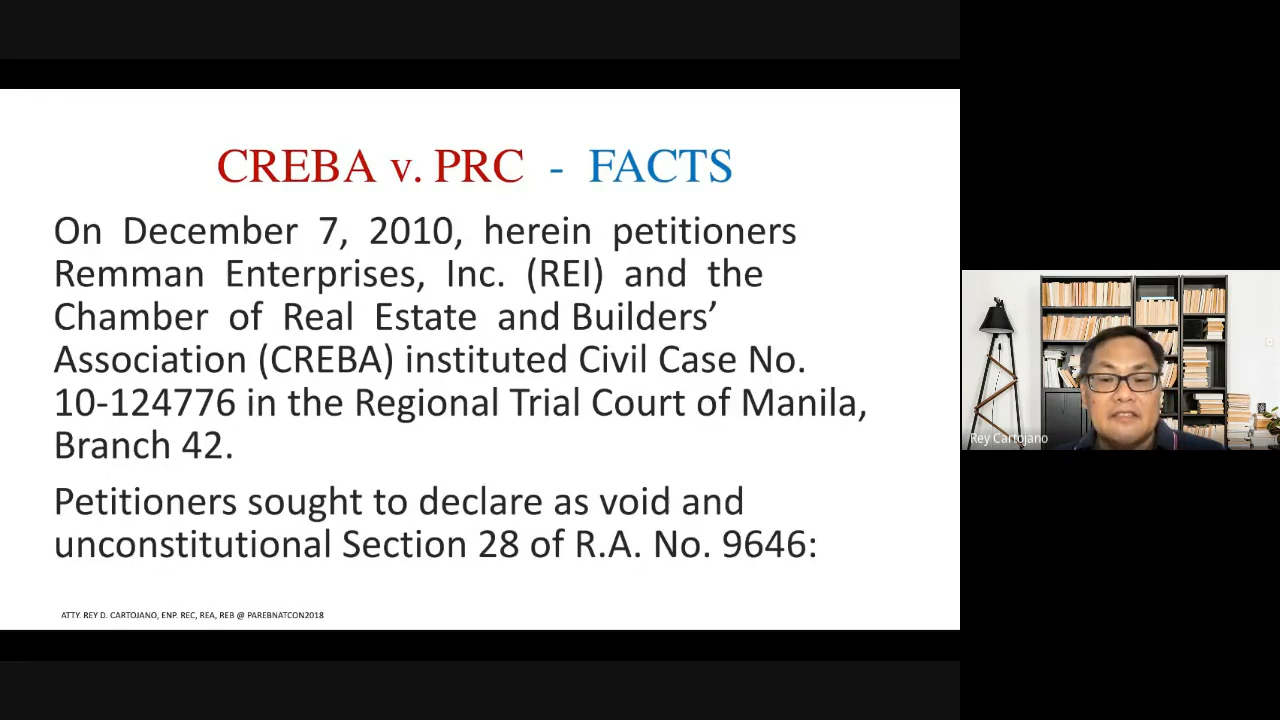 CREBA v. PRC - FACTS
On December 7, 2010, herein petitioners
Remman Enterprises, Inc. (REI) and the
Chamber of Real Estate and Builders’
Association (CREBA) instituted Civil Case No.
10-124776 in the Regional Trial Court of Manila,
Branch 42.
Petitioners sought to declare as void and
unconstitutional Section 28 of R.A. No. 9646:
ATTY. REY D. CARTOJANO, ENP. REC, REA, REB @ PAREBNATCON2018
Rey Cartojano